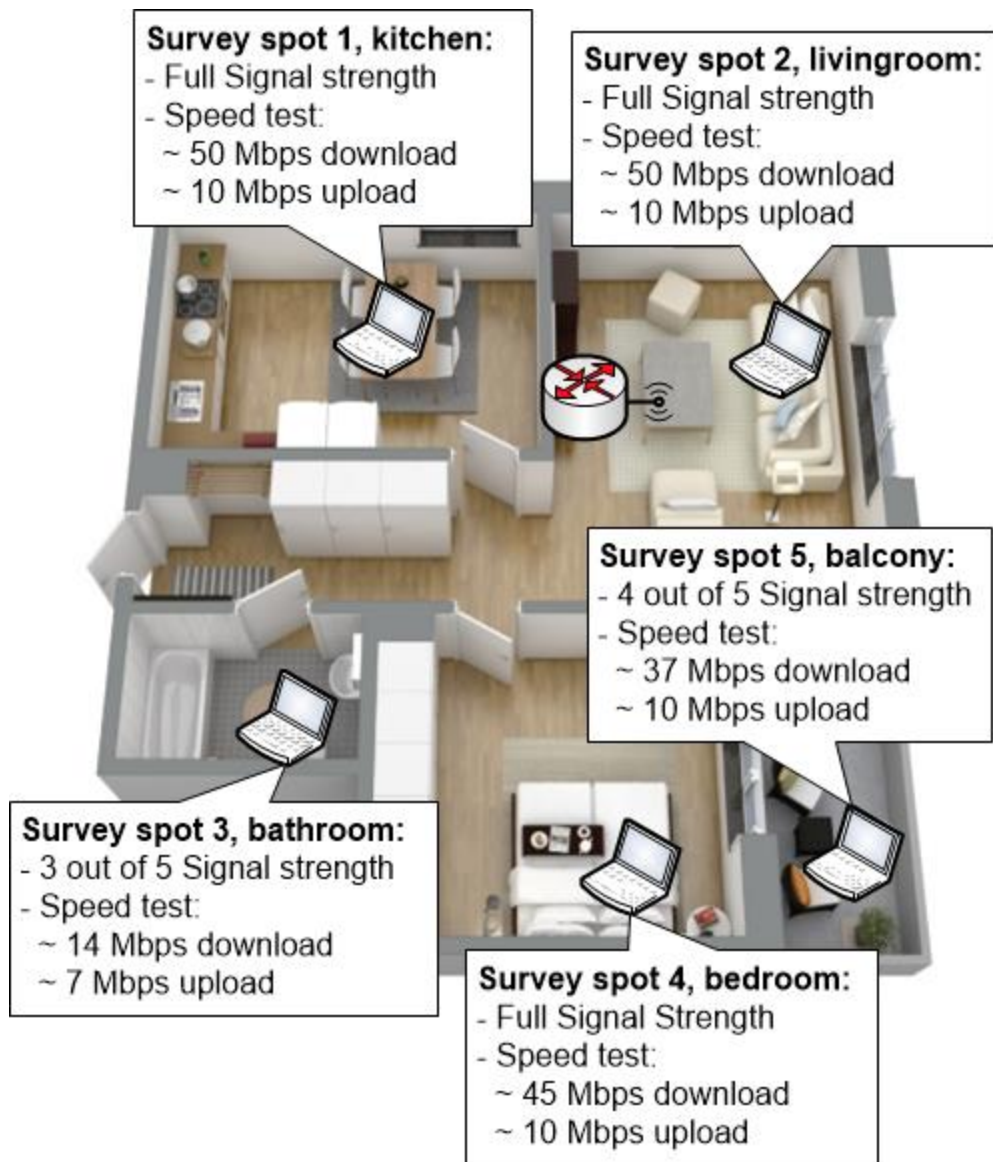 Survey spot 1, kitchen:
- Full Signal strength
- Speed test:
~ 50 Mbps download
~ 10 Mbps upload
Survey spot 2, livingroom:
- Full Signal strength
- Speed test:
~ 50 Mbps download
~ 10 Mbps upload
Survey spot 5, balcony:
- 4 out of 5 Signal strength
- Speed test:
~ 37 Mbps download
~ 10 Mbps upload
Survey spot 3, bathroom:
- 3 out of 5 Signal strength
- Speed test:
~ 14 Mbps download
~ 7 Mbps upload
Survey spot 4, bedroom:
- Full Signal Strength
- Speed test:
~ 45 Mbps download
~ 10 Mbps upload